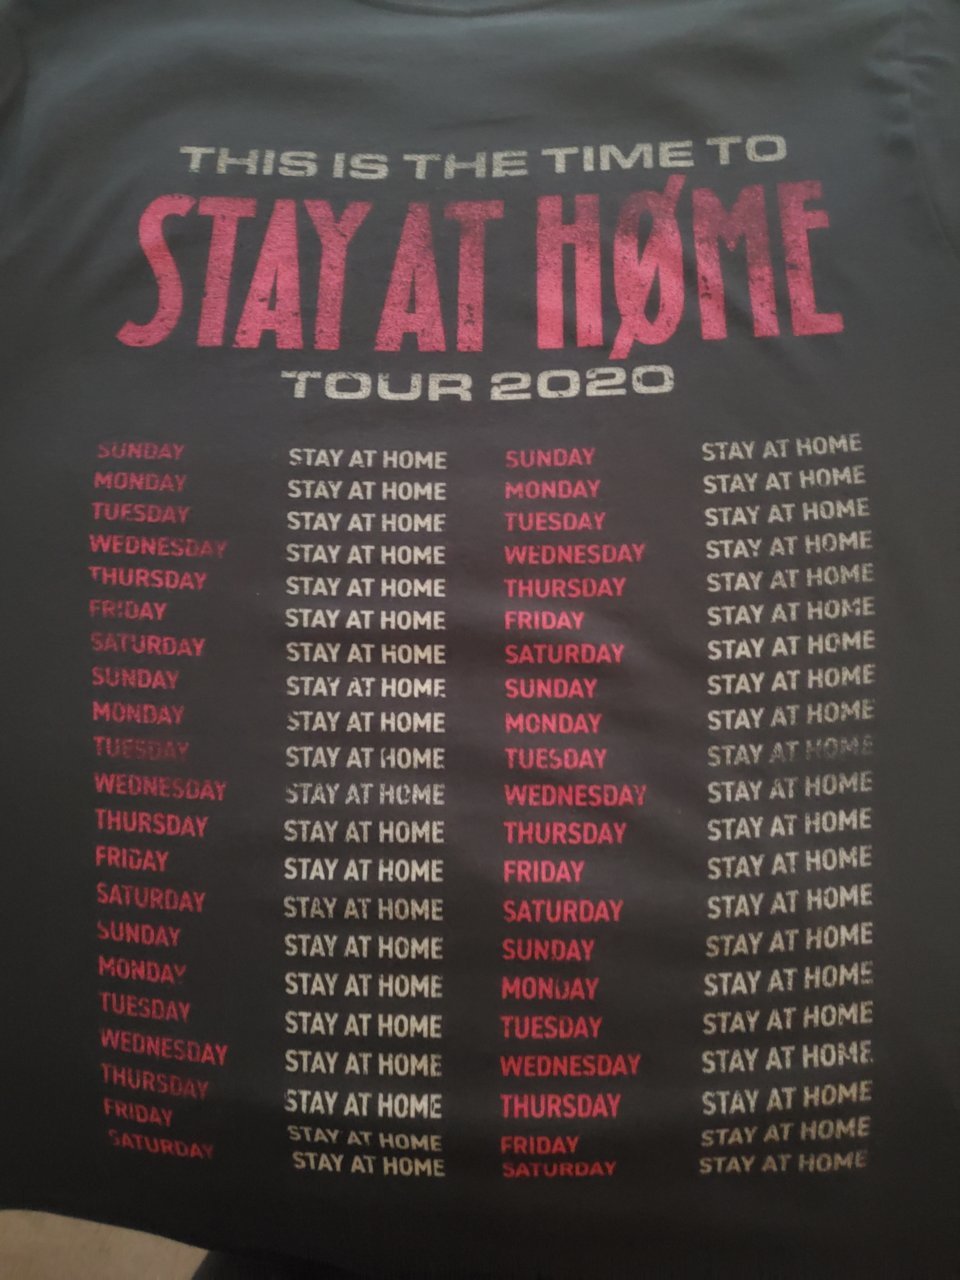 THIS IS THE TIME TO
STAY AT HØME
TOUR 2020
SUNDAY STAY AT HOME SUNDAY STAY AT HOME
MONDAY STAY AT HOME MONDAY STAY AT HOME
TUESDAY STAY AT HOME TUESDAY STAY AT HOME
WEDNESDAY STAY AT HOME WEDNESDAY STAY AT HOME
THURSDAY STAY AT HOME THURSDAY STAY AT HOME
FRIDAY STAY AT HOME FRIDAY STAY AT HOME
SATURDAY STAY AT HOME SATURDAY STAY AT HOME
SUNDAY STAY AT HOME SUNDAY STAY AT HOME
MONDAY STAY AT HOME MONDAY STAY AT HOME
TUESDAY STAY AT HOME TUESDAY STAY AT HOME
WEDNESDAY STAY AT HOME WEDNESDAY STAY AT HOME
THURSDAY STAY AT HOME THURSDAY STAY AT HOME
FRIDAY STAY AT HOME FRIDAY STAY AT HOME
SATURDAY STAY AT HOME SATURDAY STAY AT HOME
SUNDAY STAY AT HOME SUNDAY STAY AT HOME
MONDAY STAY AT HOME MONDAY STAY AT HOME
TUESDAY STAY AT HOME TUESDAY STAY AT HOME
WEDNESDAY STAY AT HOME WEDNESDAY STAY AT HOME
THURSDAY STAY AT HOME THURSDAY STAY AT HOME
FRIDAY STAY AT HOME FRIDAY STAY AT HOME
SATURDAY STAY AT HOME SATURDAY STAY AT HOME